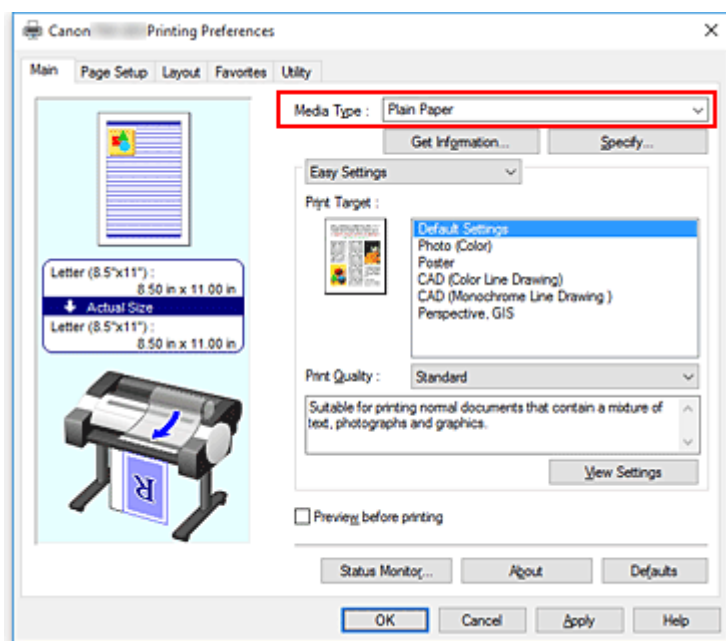 Canon Printing Preferences
Main Page Setup Layout Favorites Utility
Media Type : Plain Paper
Get Information... Specify...
Easy Settings
Print Target :
Default Settings
Photo (Color)
Poster
CAD (Color Line Drawing)
CAD (Monochrome Line Drawing )
Perspective, GIS
Letter (8.5"x11") :
8.50 in x 11.00 in
Actual Size
Letter (8.5"x11") :
8.50 in x 11.00 in
R
Print Quality : Standard
Suitable for printing normal documents that contain a mixture of
text, photographs and graphics.
View Settings
Preview before printing
Status Monitor... About Defaults
OK Cancel Apply Help